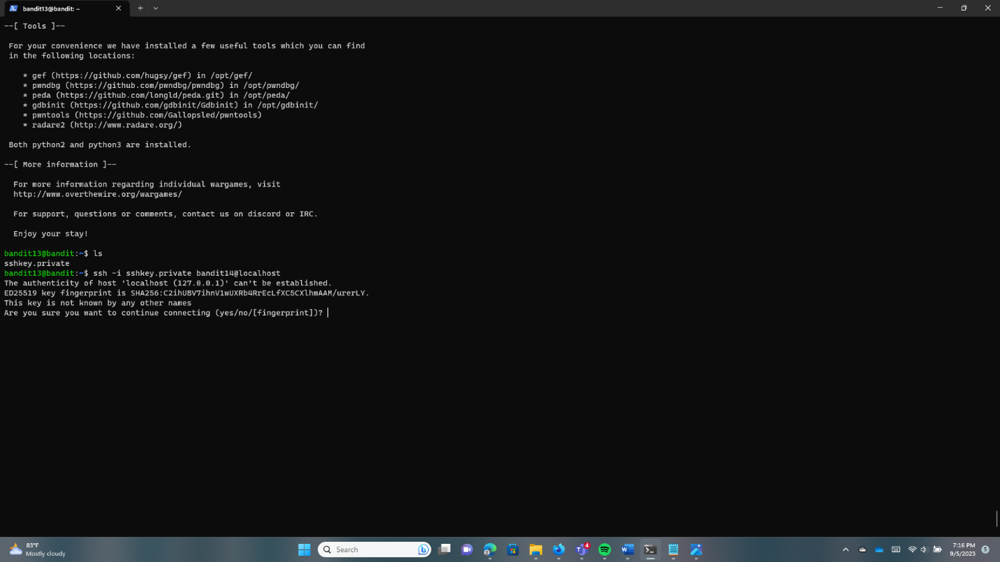 bandit13@bandit: ~
--[ Tools ]--
For your convenience we have installed a few useful tools which you can find
in the following locations:
* gef (https://github.com/hugsy/gef) in /opt/gef/
* pwndbg (https://github.com/pwndbg/pwndbg) in /opt/pwndbg/
* peda (https://github.com/longld/peda.git) in /opt/peda/
* gdbinit (https://github.com/gdbinit/Gdbinit) in /opt/gdbinit/
* pwntools (https://github.com/Gallopsled/pwntools)
* radare2 (http://www.radare.org/)
Both python2 and python3 are installed.
--[ More information ]--
For more information regarding individual wargames, visit
http://www.overthewire.org/wargames/
For support, questions or comments, contact us on discord or IRC.
Enjoy your stay!
bandit13@bandit:~$ ls
sshkey.private
bandit13@bandit:~$ ssh -i sshkey.private bandit14@localhost
The authenticity of host 'localhost (127.0.0.1)' can't be established.
ED25519 key fingerprint is SHA256:C2ihUBV7ihnV1wUXRb4RrEcLfXC5CXlhmAAM/urerLY.
This key is not known by any other names
Are you sure you want to continue connecting (yes/no/[fingerprint])?
83°F
Mostly cloudy
Search
4
7:16 PM
9/5/2023
5